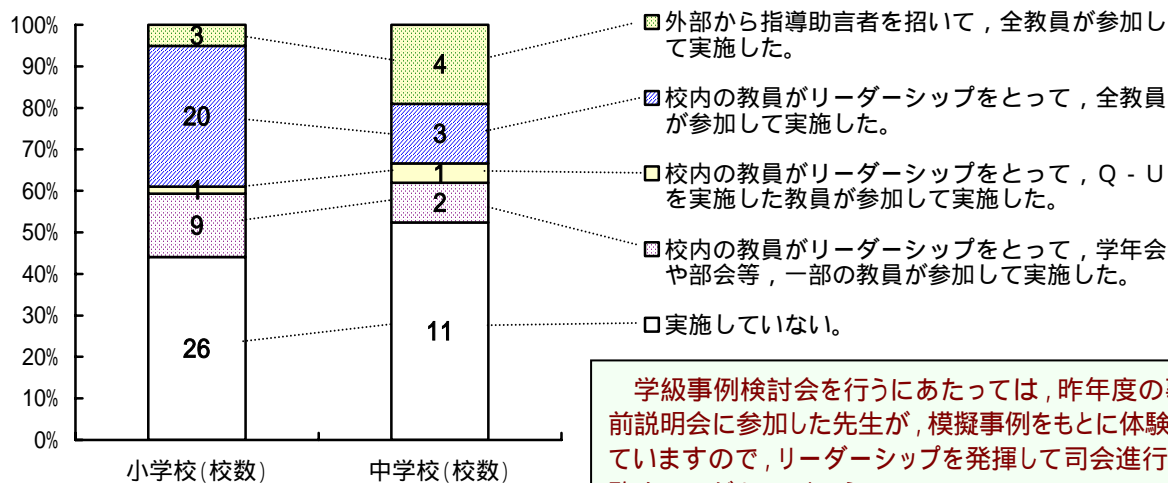 100%
90%
80%
70%
60%
50%
40%
30%
20%
10%
0%
3
20
1
9
26
4
3
1
2
11
小学校(校数)
中学校(校数)
外部から指導助言者を招いて，全教員が参加し
て実施した。
校内の教員がリーダーシップをとって，全教員
が参加して実施した。
校内の教員がリーダーシップをとって，Ｑ‐Ｕ
を実施した教員が参加して実施した。
校内の教員がリーダーシップをとって，学年会
や部会等，一部の教員が参加して実施した。
実施していない。
学級事例検討会を行うにあたっては，昨年度の
前説明会に参加した先生が，模擬事例をもとに体験
ていますので，リーダーシップを発揮して司会進行